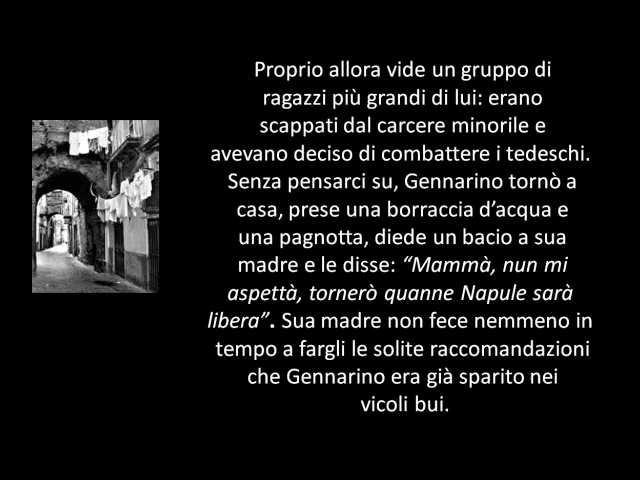 Proprio allora vide un gruppo di
ragazzi più grandi di lui: erano
scappati dal carcere minorile e
avevano deciso di combattere i tedeschi.
Senza pensarci su, Gennarino tornò a
casa, prese una borraccia d’acqua e
una pagnotta, diede un bacio a sua
madre e le disse: “Mammà, nun mi
aspettà, tornerò quanne Napule sarà
libera”. Sua madre non fece nemmeno in
tempo a fargli le solite raccomandazioni
che Gennarino era già sparito nei
vicoli bui.